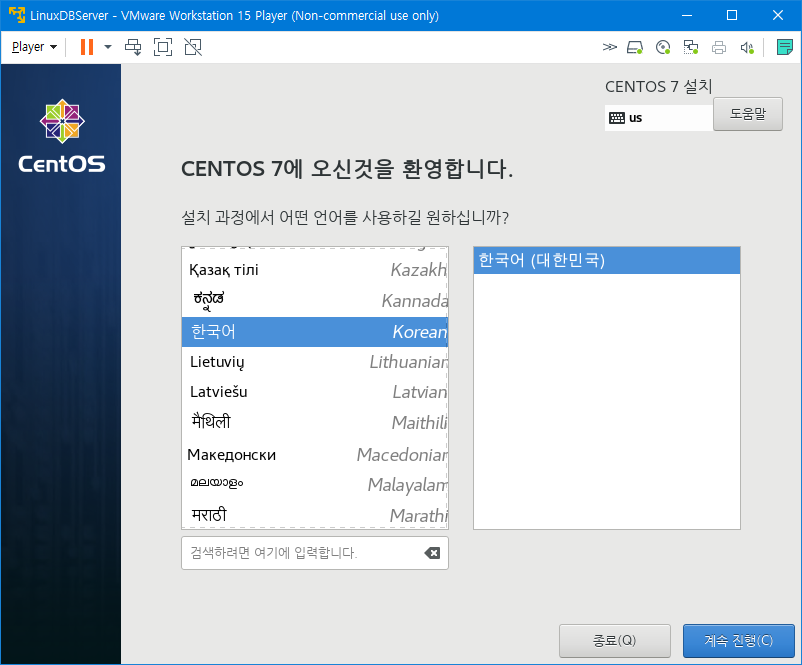 LinuxDBServer - VMware Workstation 15 Player (Non-commercial use only)
Player
CentOS
CENTOS 7 설치
us
도움말
CENTOS 7에 오신것을 환영합니다.
설치 과정에서 어떤 언어를 사용하길 원하십니까?
Қазақ тілі Kazakh
ಕನ್ನಡ Kannada
한국어 Korean
Lietuvių Lithuanian
Latviešu Latvian
मैथिली Maithili
Македонски Macedonian
മലയാളം Malayalam
मराठी Marathi
한국어 (대한민국)
검색하려면 여기에 입력합니다.
종료(Q)
계속 진행(C)